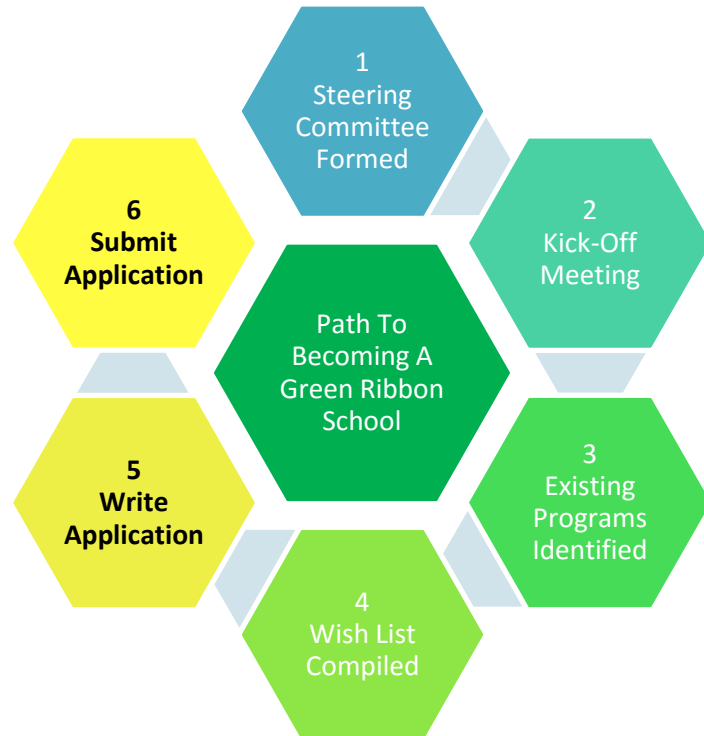 1
Steering
Committee
Formed
2
Kick-Off
Meeting
3
Existing
Programs
Identified
4
Wish List
Compiled
5
Write
Application
6
Submit
Application
Path To
Becoming A
Green Ribbon
School